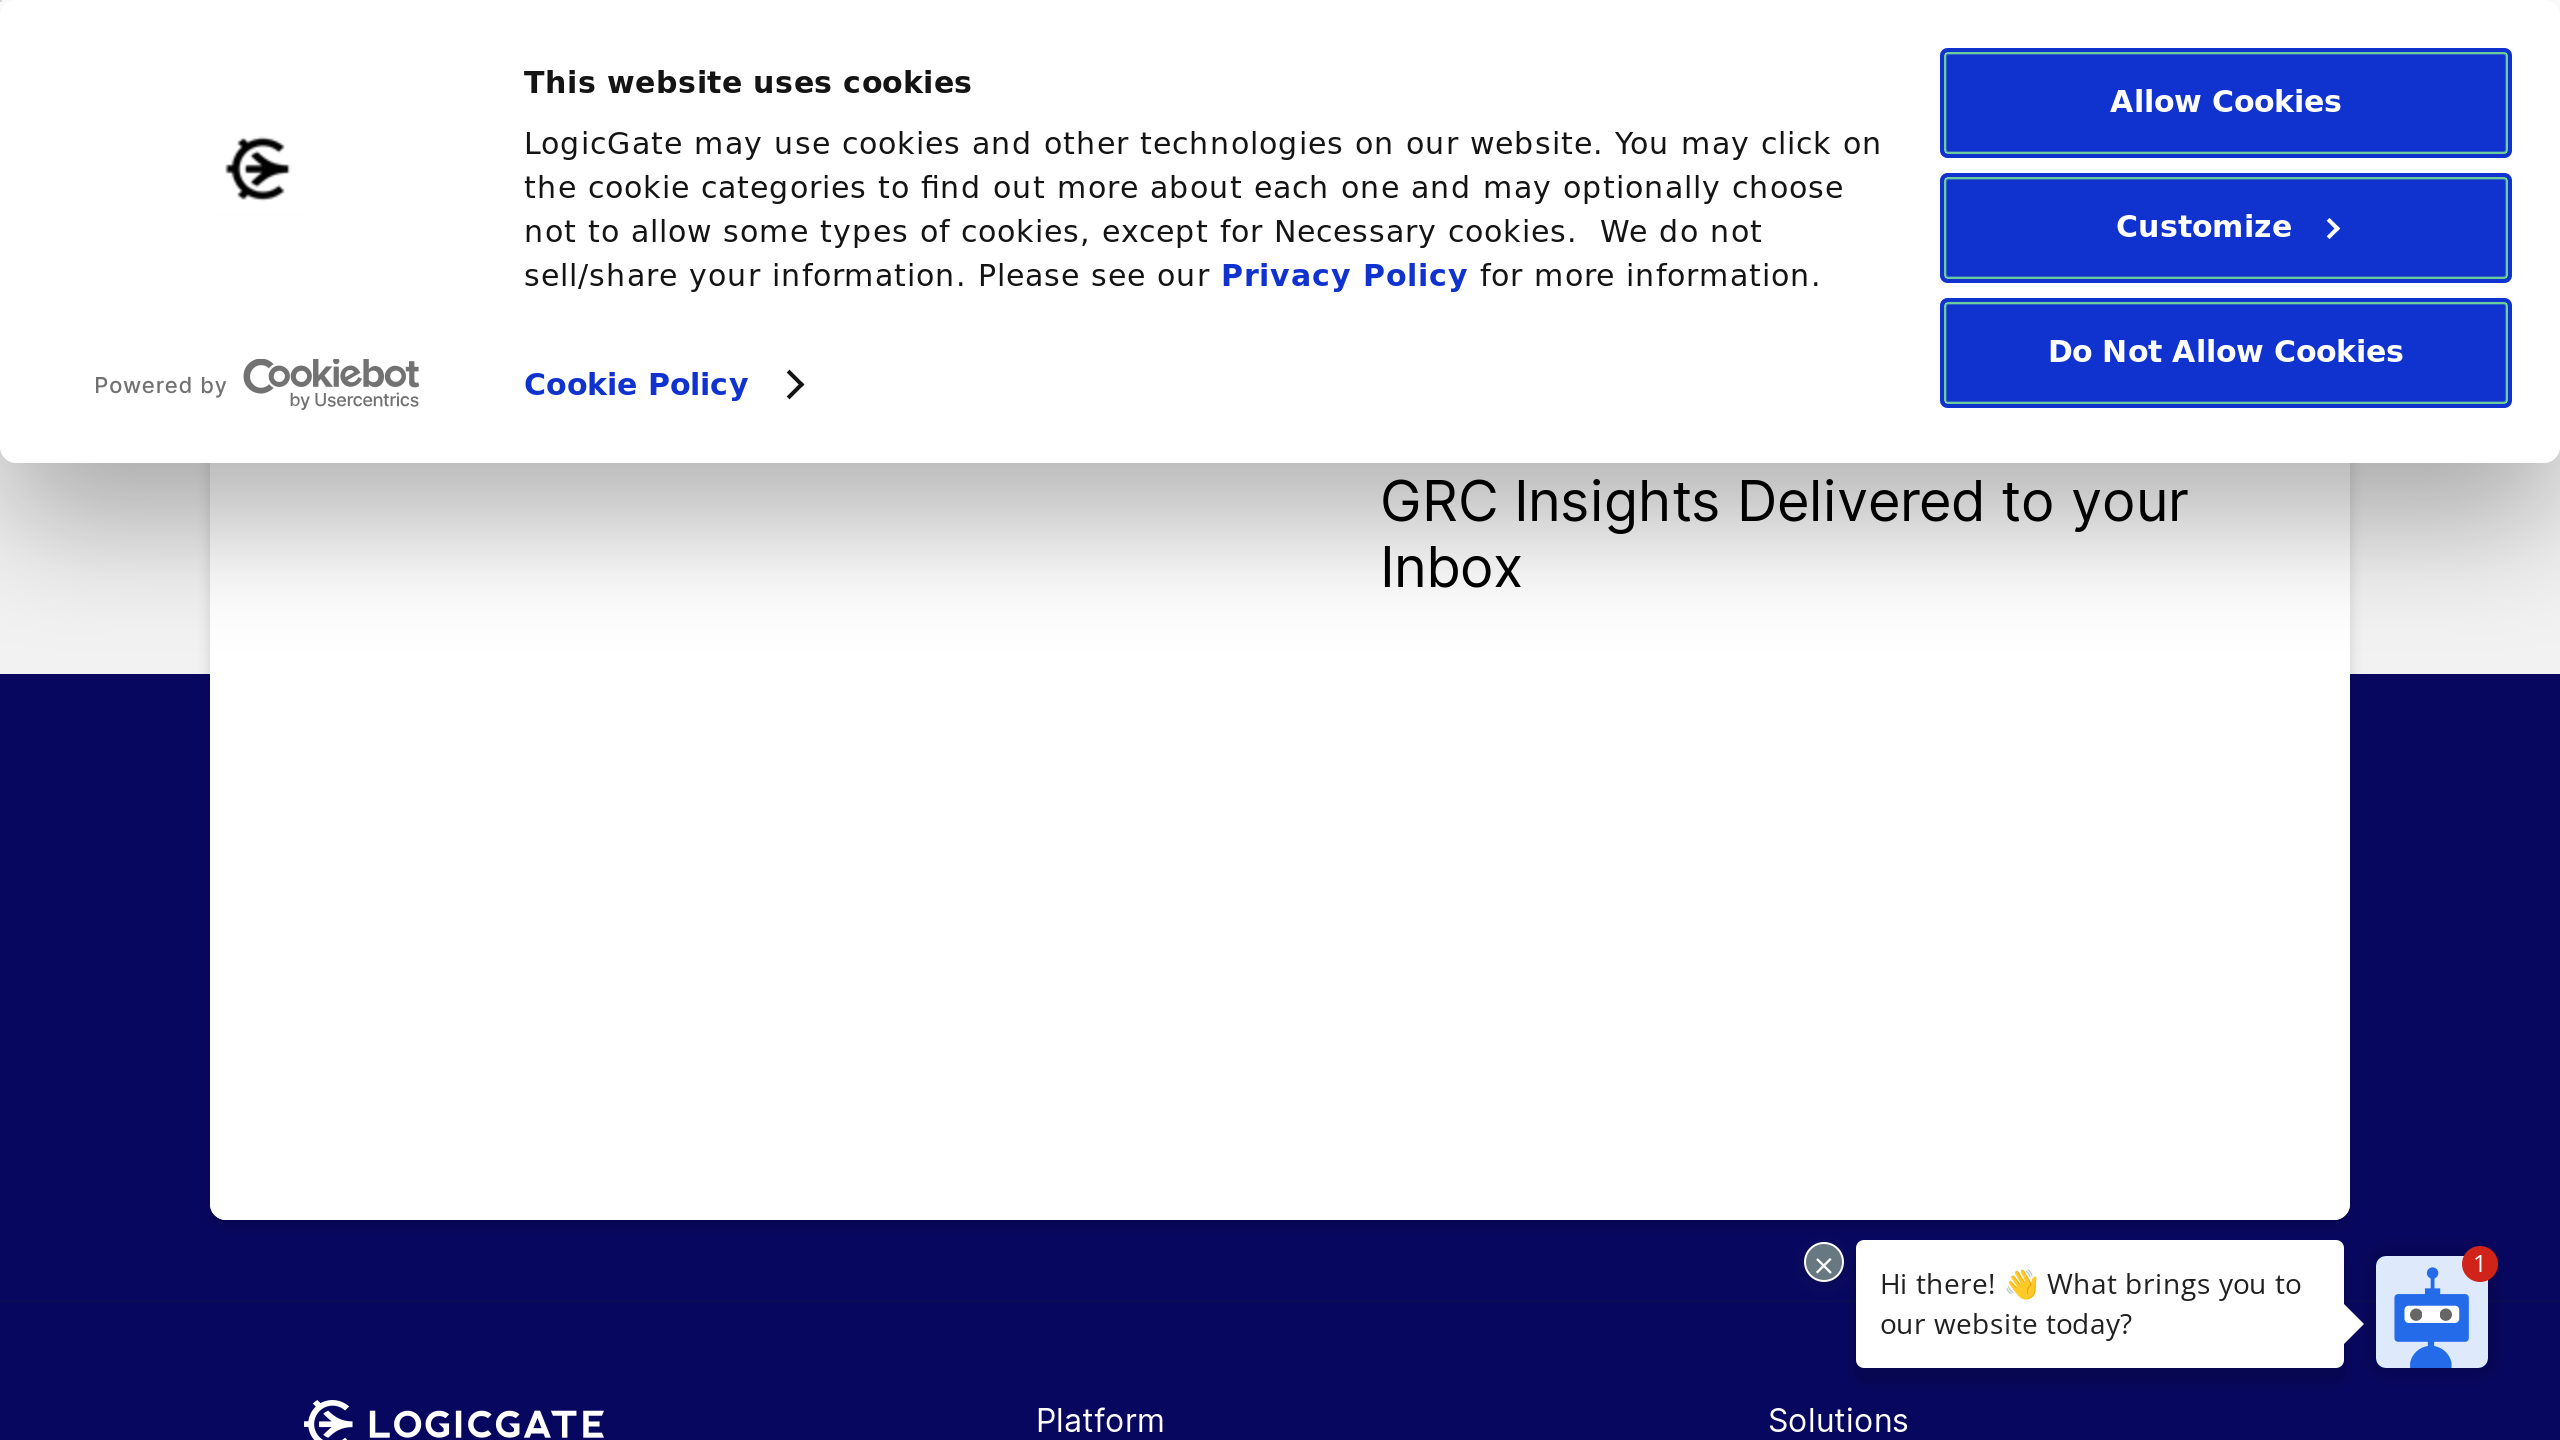 This website uses cookies
LogicGate may use cookies and other technologies on our website. You may click on
the cookie categories to find out more about each one and may optionally choose
not to allow some types of cookies, except for Necessary cookies.  We do not
sell/share your information. Please see our Privacy Policy for more information.
Powered by Cookiebot
by Usercentrics
Cookie Policy
Allow Cookies
Customize
Do Not Allow Cookies
GRC Insights Delivered to your
Inbox
Hi there! 👋 What brings you to
our website today?
1
LOGICGATE
Platform
Solutions